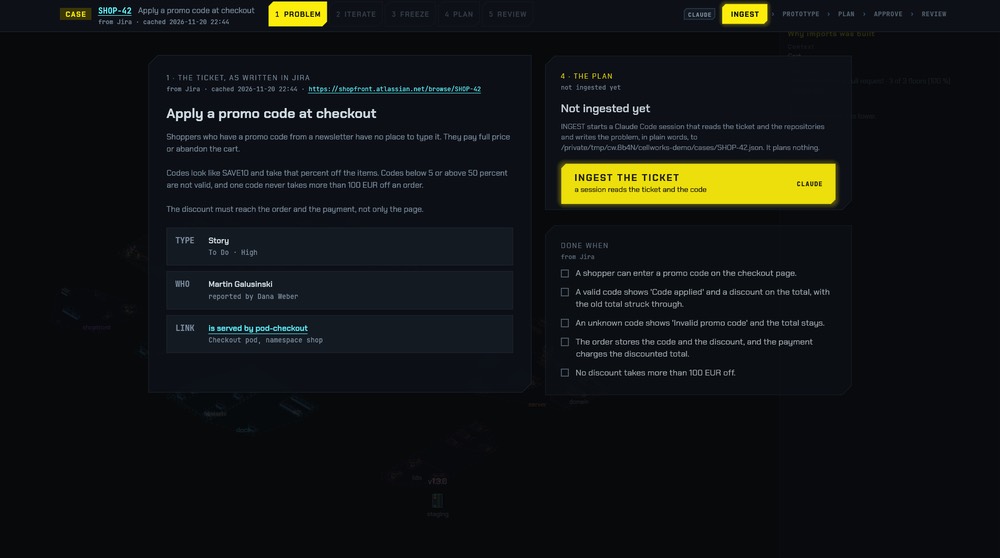 CASE SHOP-42 Apply a promo code at checkout
from Jira · cached 2026-11-20 22:44
1 PROBLEM 2 ITERATE 3 FREEZE 4 PLAN 5 REVIEW
CLAUDE INGEST › PROTOTYPE › PLAN › APPROVE › REVIEW
Why imports was built
1 · THE TICKET, AS WRITTEN IN JIRA
from Jira · cached 2026-11-20 22:44 · https://shopfront.atlassian.net/browse/SHOP-42
Apply a promo code at checkout
Shoppers who have a promo code from a newsletter have no place to type it. They pay full price
or abandon the cart.
Codes look like SAVE10 and take that percent off the items. Codes below 5 or above 50 percent
are not valid, and one code never takes more than 100 EUR off an order.
The discount must reach the order and the payment, not only the page.
TYPE Story
To Do · High
WHO Martin Galusinski
reported by Dana Weber
LINK is served by pod-checkout
Checkout pod, namespace shop
4 · THE PLAN
not ingested yet
Not ingested yet
INGEST starts a Claude Code session that reads the ticket and the repositories
and writes the problem, in plain words, to
/private/tmp/cw.Bb4N/cellworks-demo/cases/SHOP-42.json. It plans nothing.
INGEST THE TICKET
a session reads the ticket and the code
CLAUDE
DONE WHEN
from Jira
A shopper can enter a promo code on the checkout page.
A valid code shows 'Code applied' and a discount on the total, with
the old total struck through.
An unknown code shows 'Invalid promo code' and the total stays.
The order stores the code and the discount, and the payment
charges the discounted total.
No discount takes more than 100 EUR off.
v1.9.0
staging